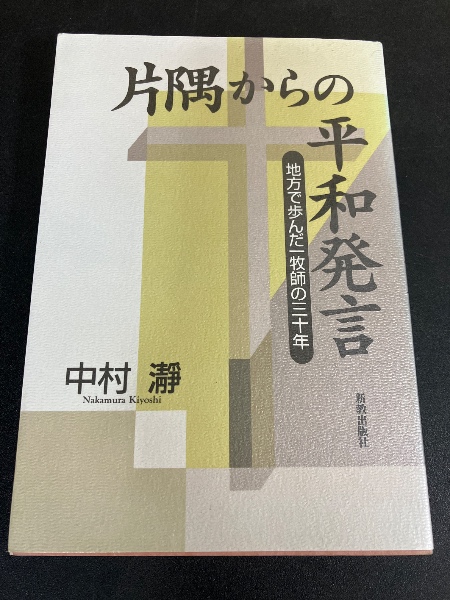 片隅からの
平和発言
地方で歩んだ一牧師の三十年
中村 瀞
Nakamura Kiyoshi
新教出版社